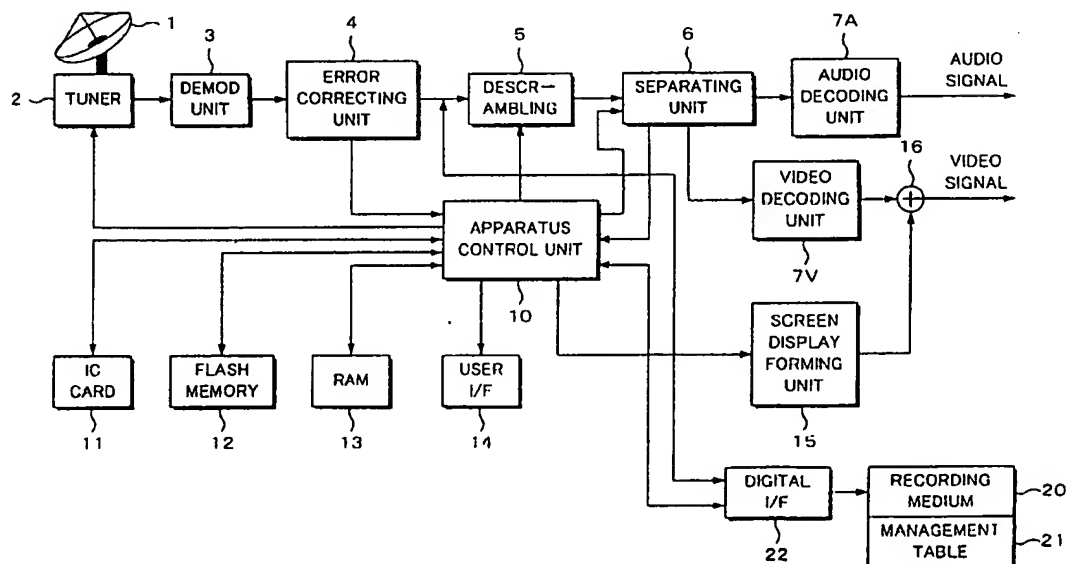 1
2
TUNER
3
DEMOD
UNIT
4
ERROR
CORRECTING
UNIT
5
DESCR-
AMBLING
6
SEPARATING
UNIT
7A
AUDIO
DECODING
UNIT
AUDIO
SIGNAL
VIDEO
DECODING
UNIT
7V
16
VIDEO
SIGNAL
APPARATUS
CONTROL UNIT
10
IC
CARD
11
FLASH
MEMORY
12
RAM
13
USER
I/F
14
SCREEN
DISPLAY
FORMING
UNIT
15
DIGITAL
I/F
22
RECORDING
MEDIUM
20
MANAGEMENT
TABLE
21